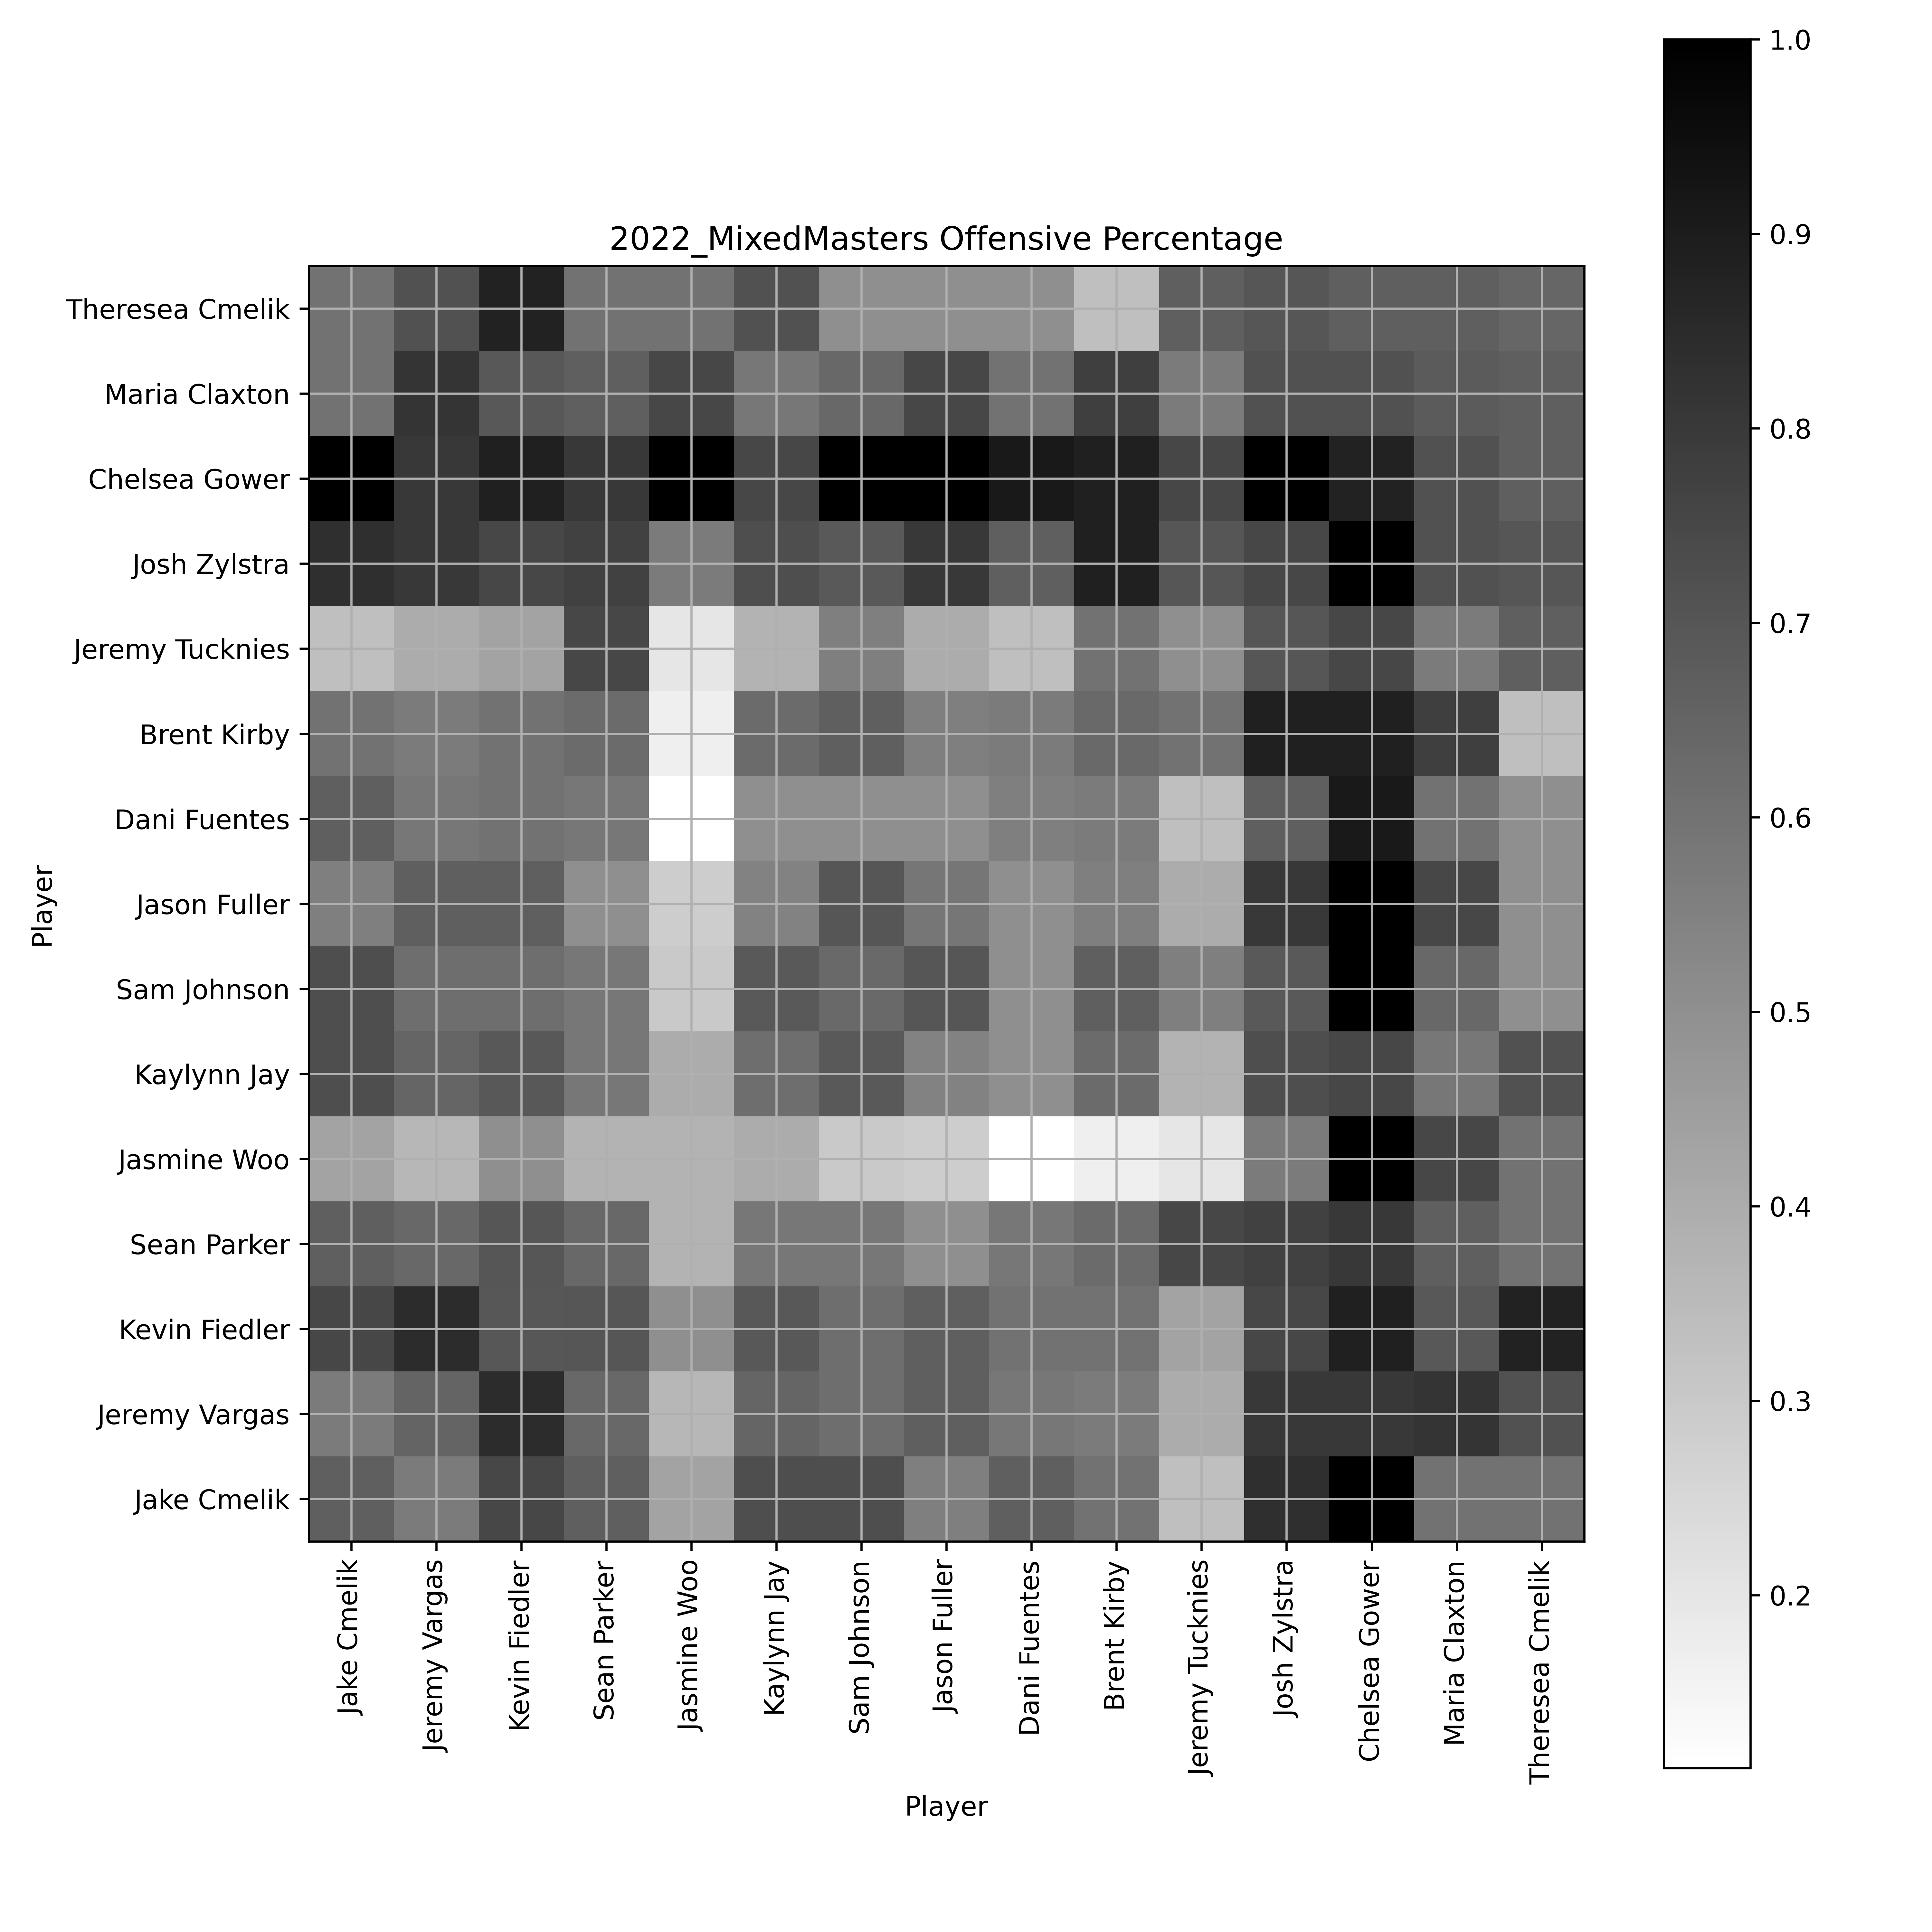 2022_MixedMasters Offensive Percentage
Theresea Cmelik
Maria Claxton
Chelsea Gower
Josh Zylstra
Jeremy Tucknies
Brent Kirby
Dani Fuentes
Jason Fuller
Sam Johnson
Kaylynn Jay
Jasmine Woo
Sean Parker
Kevin Fiedler
Jeremy Vargas
Jake Cmelik
Player
Jake Cmelik
Jeremy Vargas
Kevin Fiedler
Sean Parker
Jasmine Woo
Kaylynn Jay
Sam Johnson
Jason Fuller
Dani Fuentes
Brent Kirby
Jeremy Tucknies
Josh Zylstra
Chelsea Gower
Maria Claxton
Theresea Cmelik
Player
1.0
0.9
0.8
0.7
0.6
0.5
0.4
0.3
0.2